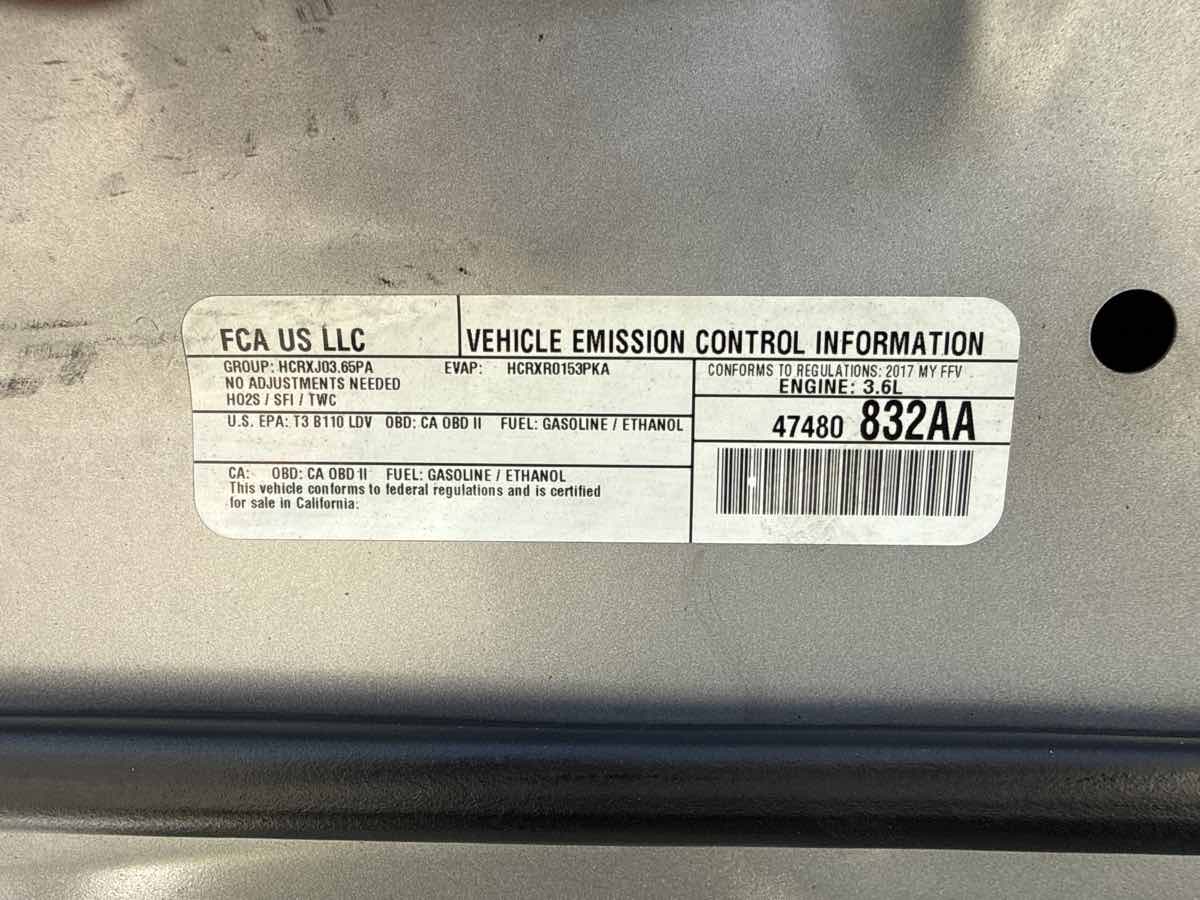 FCA US LLC
VEHICLE EMISSION CONTROL INFORMATION
GROUP: HCRXJ03.65PA EVAP: HCRXR0153PKA
NO ADJUSTMENTS NEEDED
HO2S / SFI / TWC
CONFORMS TO REGULATIONS: 2017 MY FFV
ENGINE: 3.6L
U.S. EPA: T3 B110 LDV OBD: CA OBD II FUEL: GASOLINE / ETHANOL
47480 832AA
CA: OBD: CA OBD II FUEL: GASOLINE / ETHANOL
This vehicle conforms to federal regulations and is certified
for sale in California.